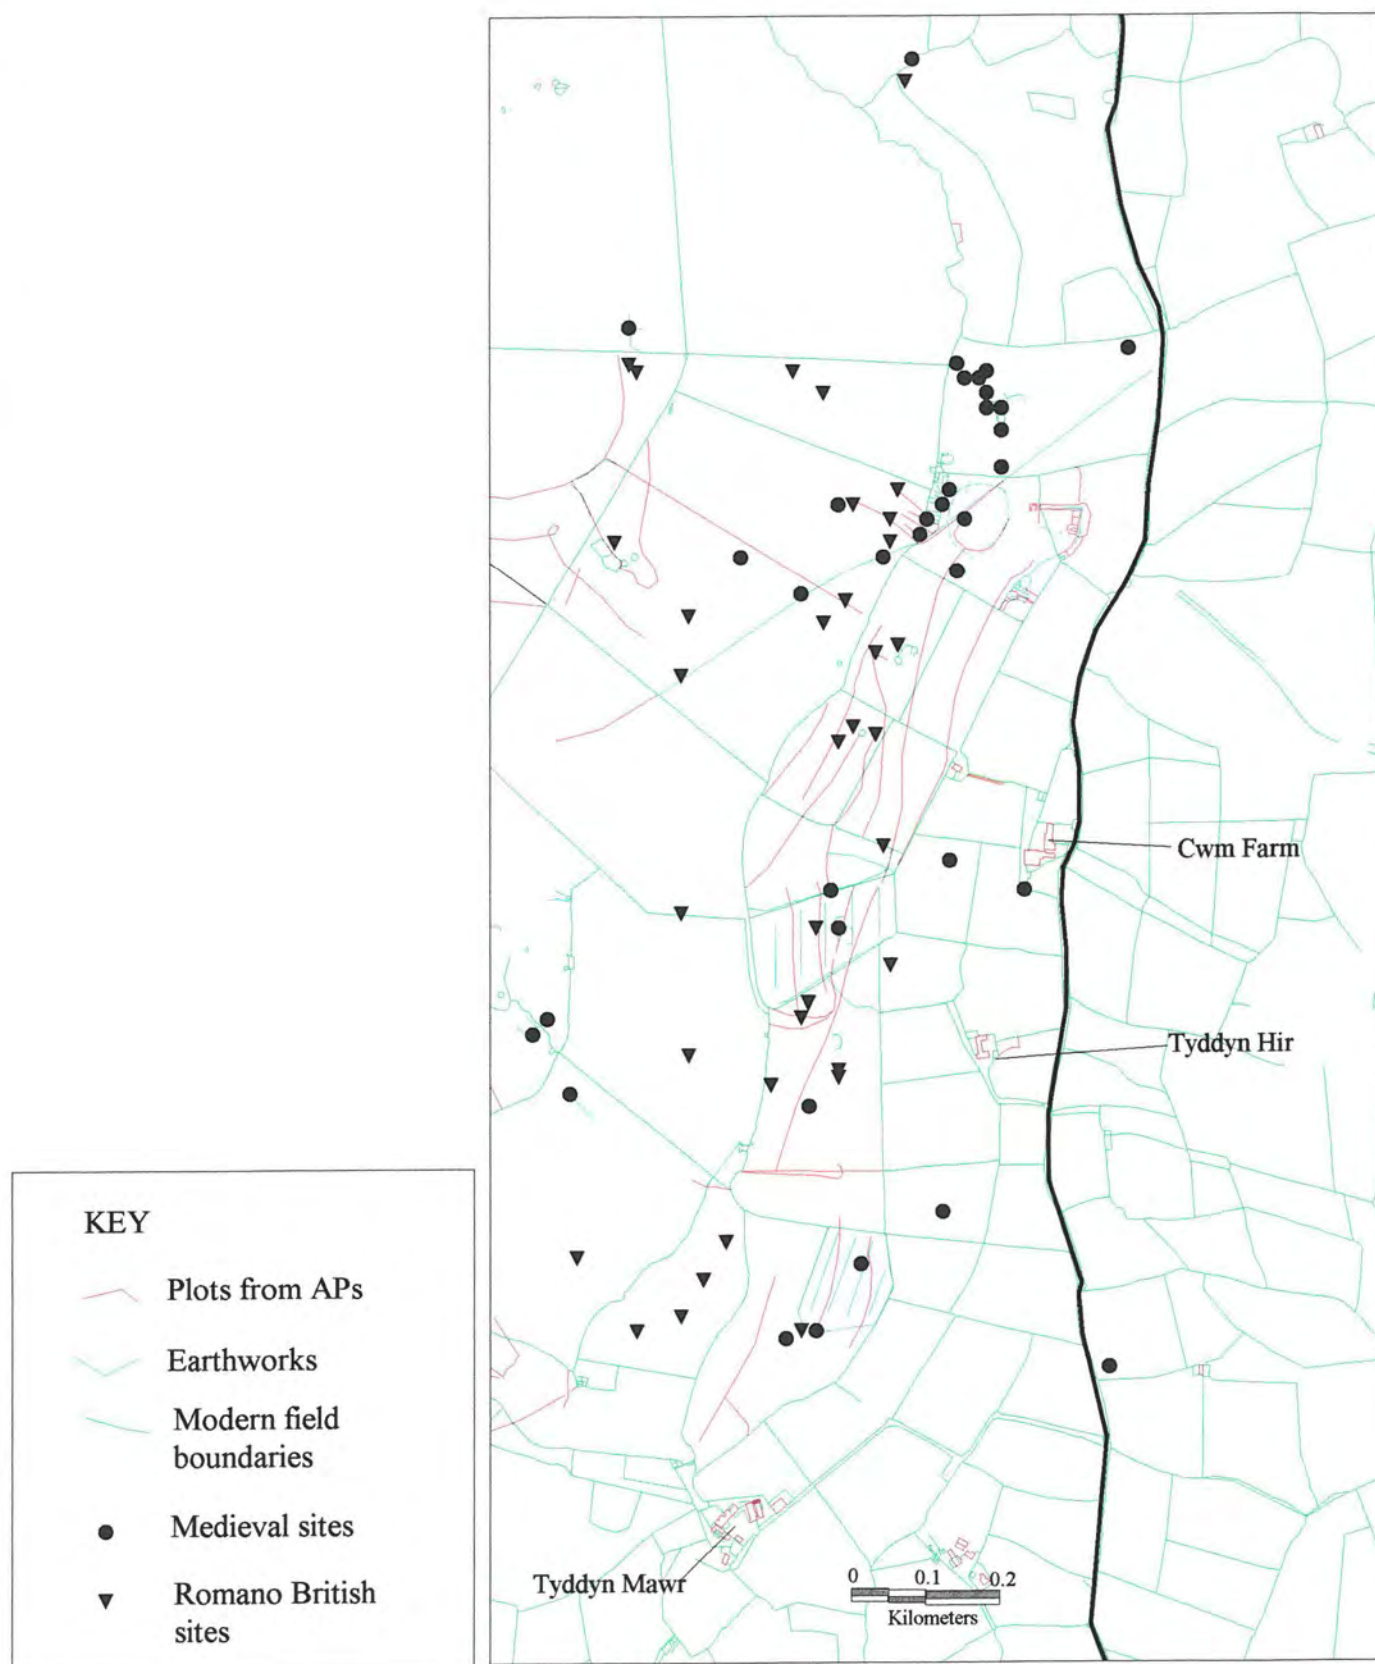 Cwm Farm
Tyddyn Hir
KEY
Plots from APs
Earthworks
Modern field
boundaries
Medieval sites
Romano British
sites
Tyddyn Mawr
0 0.1 0.2
Kilometers